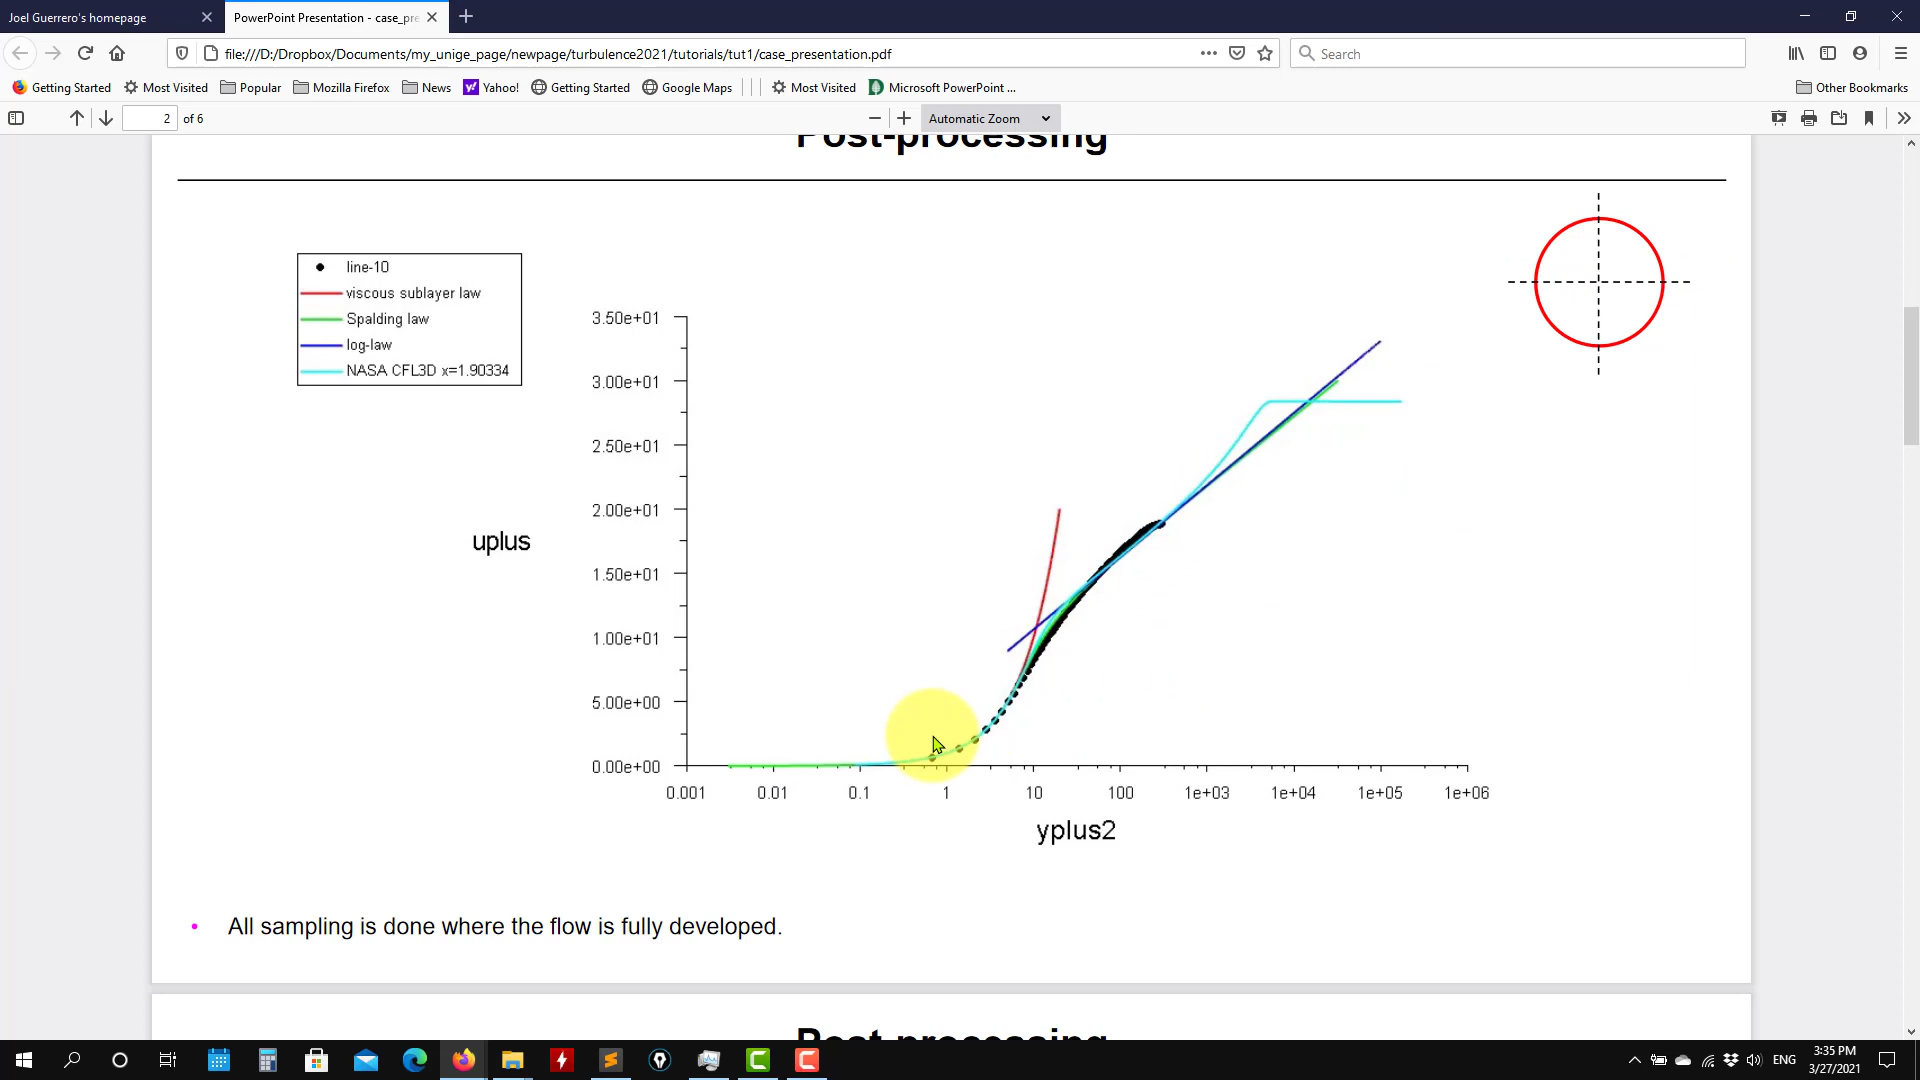 Joel Guerrero's homepage
PowerPoint Presentation - case_pre
file:///D:/Dropbox/Documents/my_unige_page/newpage/turbulence2021/tutorials/tut1/case_presentation.pdf
Search
Getting Started
Most Visited
Popular
Mozilla Firefox
News
Yahoo!
Getting Started
Google Maps
Most Visited
Microsoft PowerPoint ...
Other Bookmarks
2 of 6
Automatic Zoom
Post-processing
line-10
viscous sublayer law
Spalding law
log-law
NASA CFL3D x=1.90334
3.50e+01
3.00e+01
2.50e+01
2.00e+01
uplus
1.50e+01
1.00e+01
5.00e+00
0.00e+00
0.001 0.01 0.1 1 10 100 1e+03 1e+04 1e+05 1e+06
yplus2
• All sampling is done where the flow is fully developed.
Post-processing
ENG
3:35 PM
3/27/2021